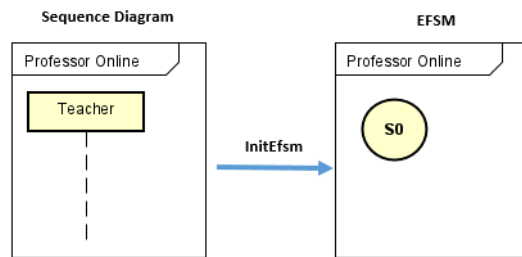 Sequence Diagram
EFSM
Professor Online
Professor Online
Teacher
S0
InitEfsm